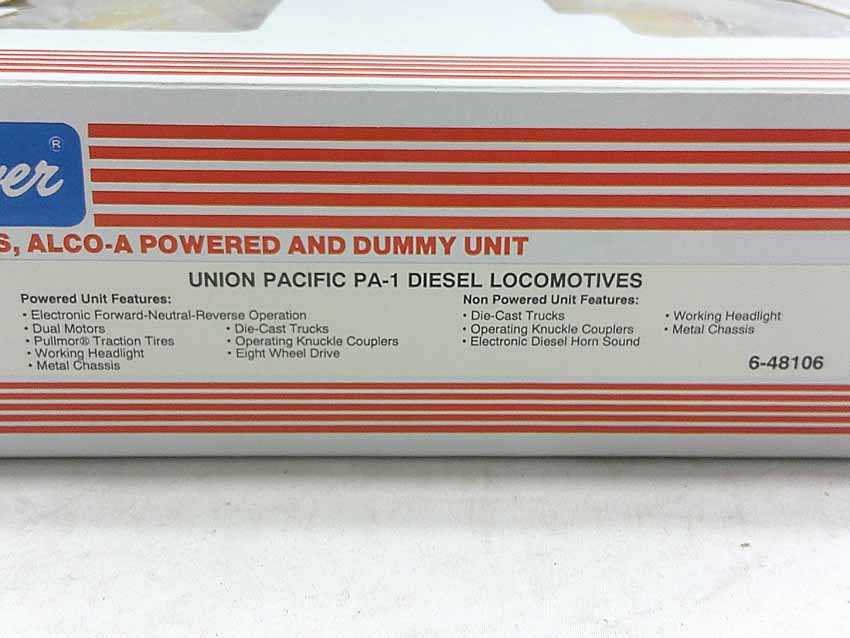 ®
S, ALCO-A POWERED AND DUMMY UNIT
UNION PACIFIC PA-1 DIESEL LOCOMOTIVES
Powered Unit Features:
• Electronic Forward-Neutral-Reverse Operation
• Dual Motors
• Pullmor® Traction Tires
• Working Headlight
• Metal Chassis
• Die-Cast Trucks
• Operating Knuckle Couplers
• Eight Wheel Drive
Non Powered Unit Features:
• Die-Cast Trucks
• Operating Knuckle Couplers
• Electronic Diesel Horn Sound
• Working Headlight
• Metal Chassis
6-48106